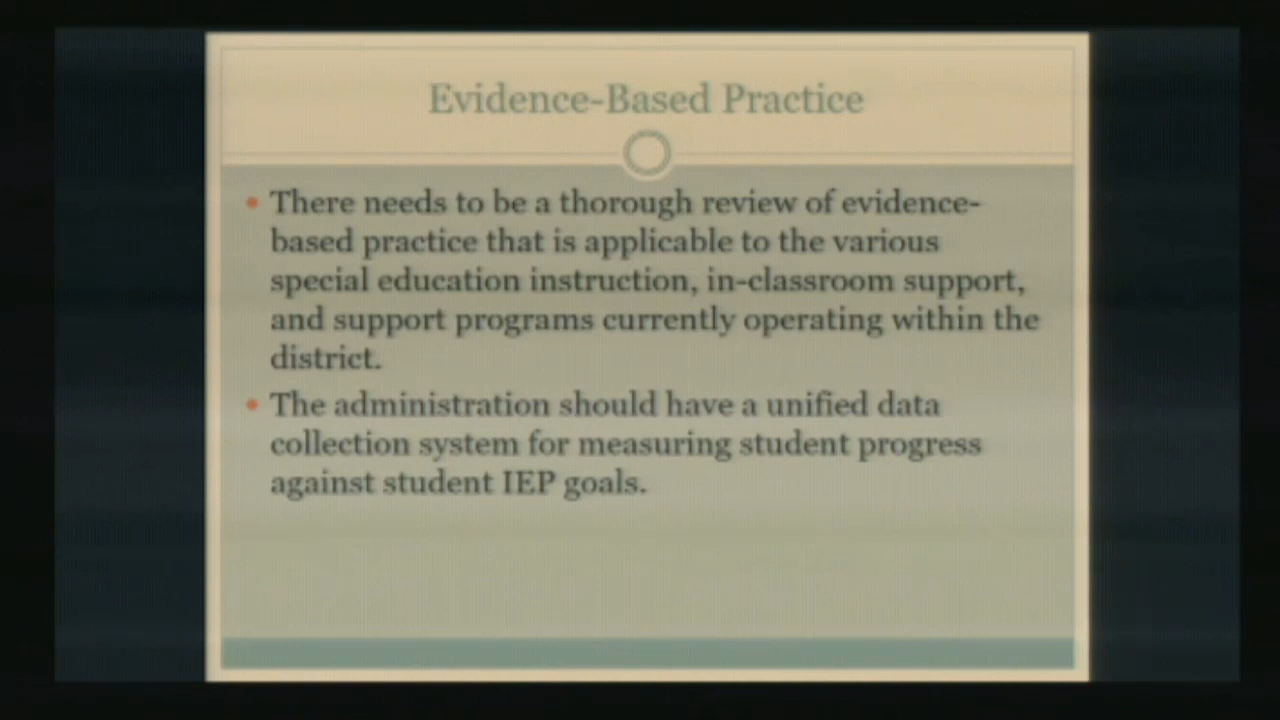 Evidence-Based Practice
• There needs to be a thorough review of evidence-
based practice that is applicable to the various
special education instruction, in-classroom support,
and support programs currently operating within the
district.
• The administration should have a unified data
collection system for measuring student progress
against student IEP goals.